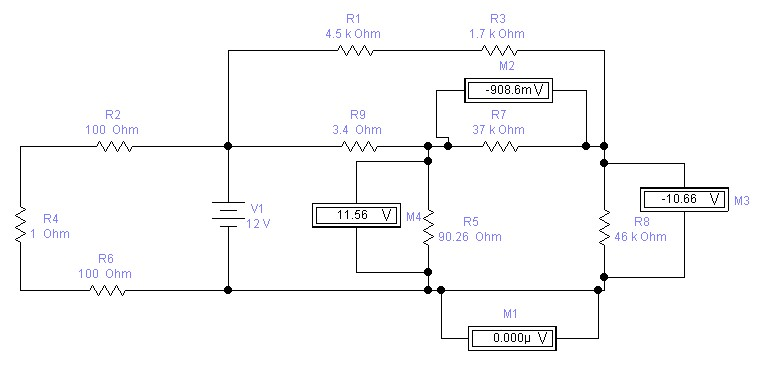 R1
4.5 k Ohm
R3
1.7 k Ohm
M2
-908.6mV
R2
100 Ohm
R9
3.4 Ohm
R7
37 k Ohm
V1
12 V
11.56 V
M4
R5
90.26 Ohm
-10.66 V
M3
R4
1 Ohm
R8
46 k Ohm
R6
100 Ohm
M1
0.000µ V